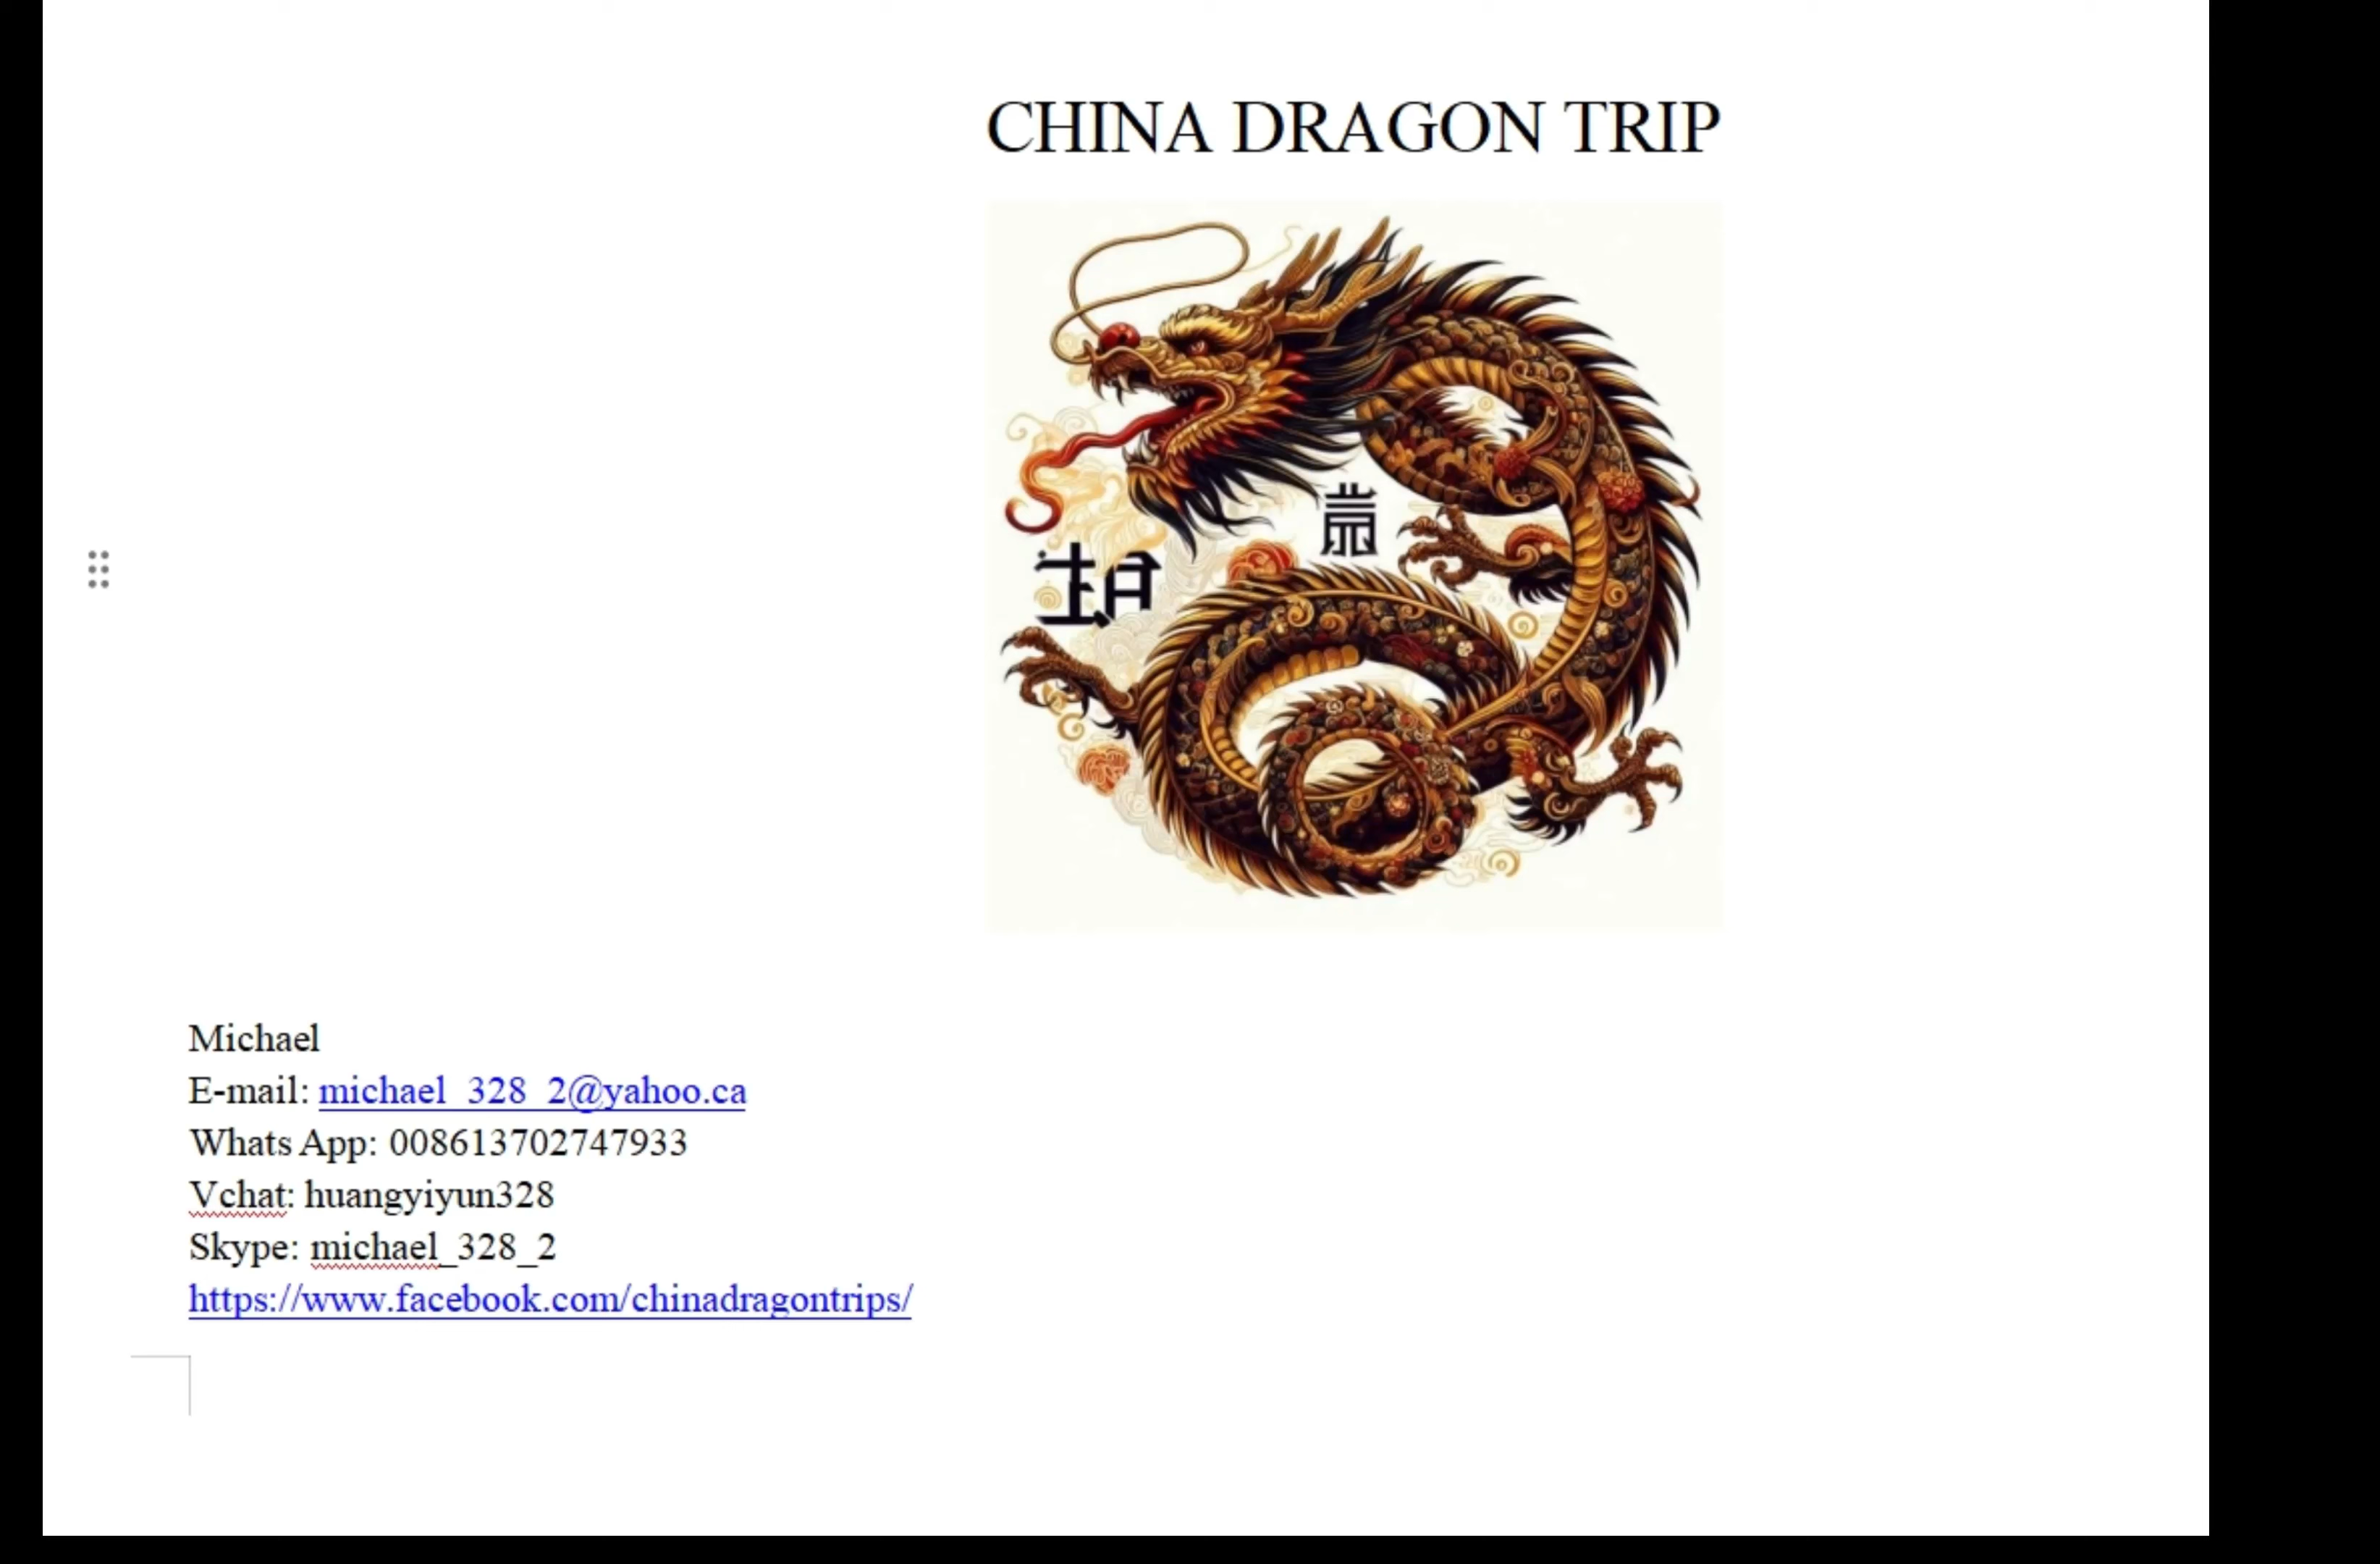 CHINA DRAGON TRIP
Michael
E-mail: michael_328_2@yahoo.ca
Whats App: 008613702747933
Vchat: huangyiyun328
Skype: michael_328_2
https://www.facebook.com/chinadragontrips/